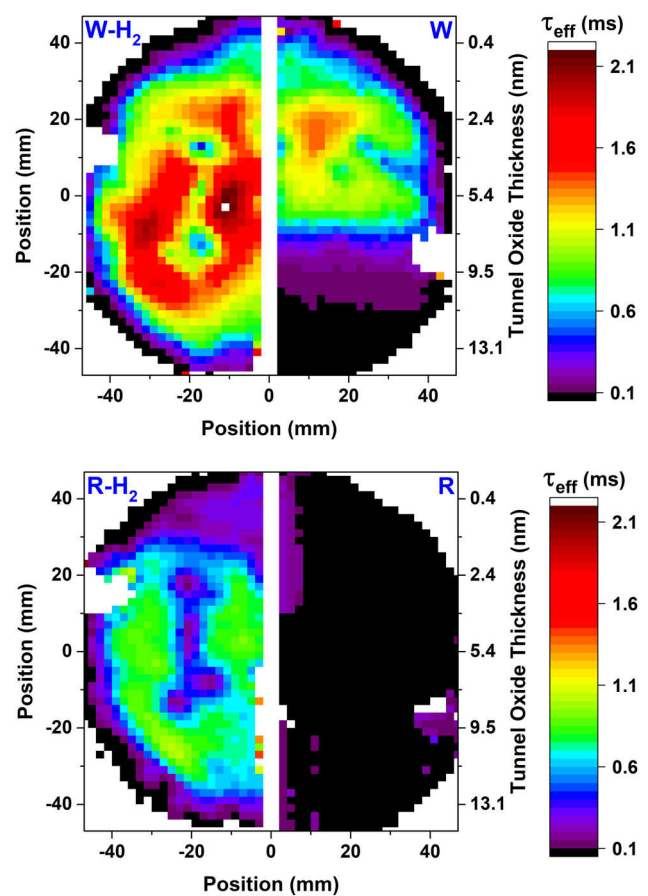 W-H₂ W τeff (ms)
40 20 0 -20 -40
Position (mm)
0.4 2.4 5.4 9.5 13.1
Tunnel Oxide Thickness (nm)
2.1 1.6 1.1 0.6 0.1
-40 -20 0 20 40
Position (mm)
R-H₂ R τeff (ms)
40 20 0 -20 -40
Position (mm)
0.4 2.4 5.4 9.5 13.1
Tunnel Oxide Thickness (nm)
2.1 1.6 1.1 0.6 0.1
-40 -20 0 20 40
Position (mm)